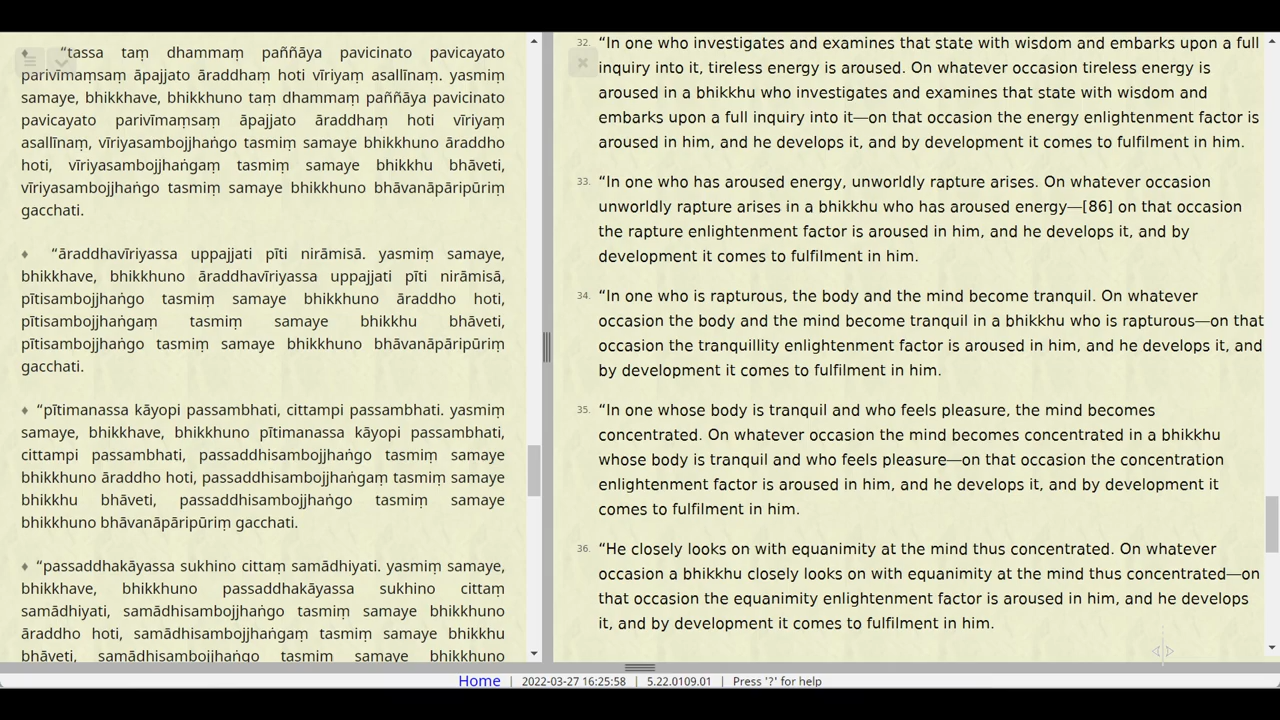 ♦ “tassa taṃ dhammaṃ paññāya pavicinato pavicayato
parivīmaṃsaṃ āpajjato āraddhaṃ hoti vīriyaṃ asallīnaṃ. yasmiṃ
samaye, bhikkhave, bhikkhuno taṃ dhammaṃ paññāya pavicinato
pavicayato parivīmaṃsaṃ āpajjato āraddhaṃ hoti vīriyaṃ
asallīnaṃ, vīriyasambojjhaṅgo tasmiṃ samaye bhikkhuno āraddho
hoti, vīriyasambojjhaṅgaṃ tasmiṃ samaye bhikkhu bhāveti,
vīriyasambojjhaṅgo tasmiṃ samaye bhikkhuno bhāvanāpāripūriṃ
gacchati.
♦ “āraddhavīriyassa uppajjati pīti nirāmisā. yasmiṃ samaye,
bhikkhave, bhikkhuno āraddhavīriyassa uppajjati pīti nirāmisā,
pītisambojjhaṅgo tasmiṃ samaye bhikkhuno āraddho hoti,
pītisambojjhaṅgaṃ tasmiṃ samaye bhikkhu bhāveti,
pītisambojjhaṅgo tasmiṃ samaye bhikkhuno bhāvanāpāripūriṃ
gacchati.
♦ “pītimanassa kāyopi passambhati, cittampi passambhati. yasmiṃ
samaye, bhikkhave, bhikkhuno pītimanassa kāyopi passambhati,
cittampi passambhati, passaddhisambojjhaṅgo tasmiṃ samaye
bhikkhuno āraddho hoti, passaddhisambojjhaṅgaṃ tasmiṃ samaye
bhikkhu bhāveti, passaddhisambojjhaṅgo tasmiṃ samaye
bhikkhuno bhāvanāpāripūriṃ gacchati.
♦ “passaddhakāyassa sukhino cittaṃ samādhiyati. yasmiṃ samaye,
bhikkhave, bhikkhuno passaddhakāyassa sukhino cittaṃ
samādhiyati, samādhisambojjhaṅgo tasmiṃ samaye bhikkhuno
āraddho hoti, samādhisambojjhaṅgaṃ tasmiṃ samaye bhikkhu
bhāveti, samādhisambojjhaṅgo tasmiṃ samaye bhikkhuno
32. “In one who investigates and examines that state with wisdom and embarks upon a full
inquiry into it, tireless energy is aroused. On whatever occasion tireless energy is
aroused in a bhikkhu who investigates and examines that state with wisdom and
embarks upon a full inquiry into it—on that occasion the energy enlightenment factor is
aroused in him, and he develops it, and by development it comes to fulfilment in him.
33. “In one who has aroused energy, unworldly rapture arises. On whatever occasion
unworldly rapture arises in a bhikkhu who has aroused energy—[86] on that occasion
the rapture enlightenment factor is aroused in him, and he develops it, and by
development it comes to fulfilment in him.
34. “In one who is rapturous, the body and the mind become tranquil. On whatever
occasion the body and the mind become tranquil in a bhikkhu who is rapturous—on that
occasion the tranquillity enlightenment factor is aroused in him, and he develops it, and
by development it comes to fulfilment in him.
35. “In one whose body is tranquil and who feels pleasure, the mind becomes
concentrated. On whatever occasion the mind becomes concentrated in a bhikkhu
whose body is tranquil and who feels pleasure—on that occasion the concentration
enlightenment factor is aroused in him, and he develops it, and by development it
comes to fulfilment in him.
36. “He closely looks on with equanimity at the mind thus concentrated. On whatever
occasion a bhikkhu closely looks on with equanimity at the mind thus concentrated—on
that occasion the equanimity enlightenment factor is aroused in him, and he develops
it, and by development it comes to fulfilment in him.
Home | 2022-03-27 16:25:58 | 5.22.0109.01 | Press '?' for help